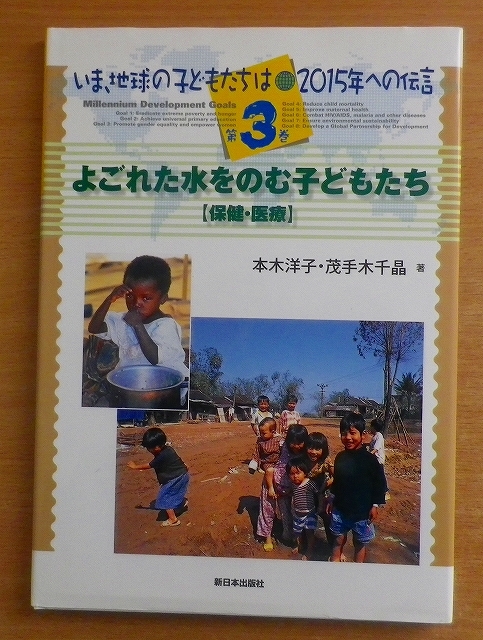 いま、地球の子どもたちは 2015年への伝言
Millennium Development Goals
Goal 1: Eradicate extreme poverty and hunger
Goal 2: Achieve universal primary education
Goal 3: Promote gender equality and empower women
Goal 4: Reduce child mortality
Goal 5: Improve maternal health
Goal 6: Combat HIV/AIDS, malaria and other diseases
Goal 7: Ensure environmental sustainability
Goal 8: Develop a Global Partnership for Development
第3巻
よごれた水をのむ子どもたち
【保健・医療】
本木洋子・茂手木千晶 著
新日本出版社